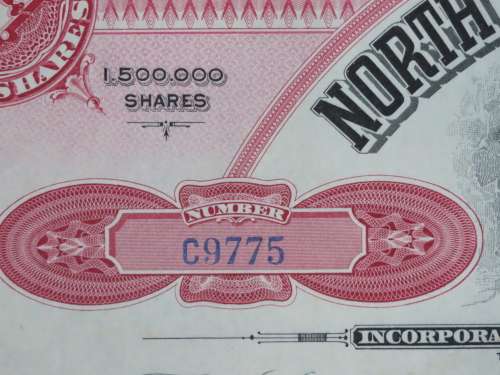 SHARES
1,500,000
SHARES
NORTH
NUMBER
C9775
INCORPORA